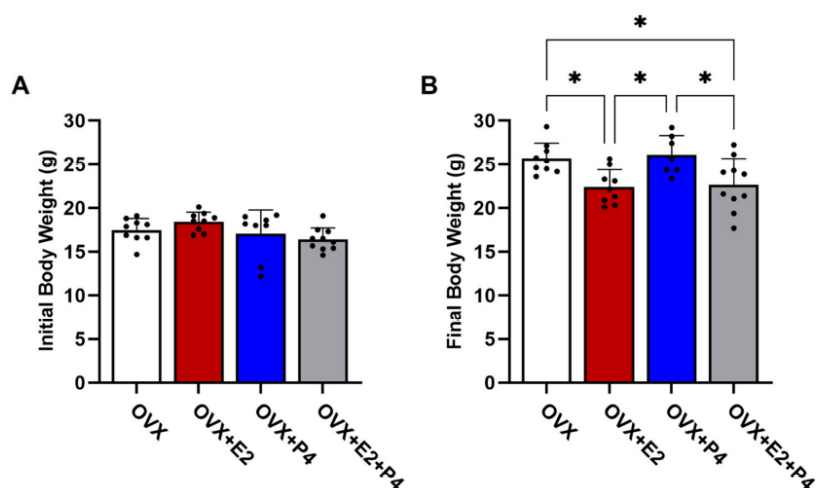 A
Initial Body Weight (g)
30
25
20
15
10
5
0
OVX
OVX+E2
OVX+P4
OVX+E2+P4
B
Final Body Weight (g)
30
25
20
15
10
5
0
*
*
*
*
OVX
OVX+E2
OVX+P4
OVX+E2+P4